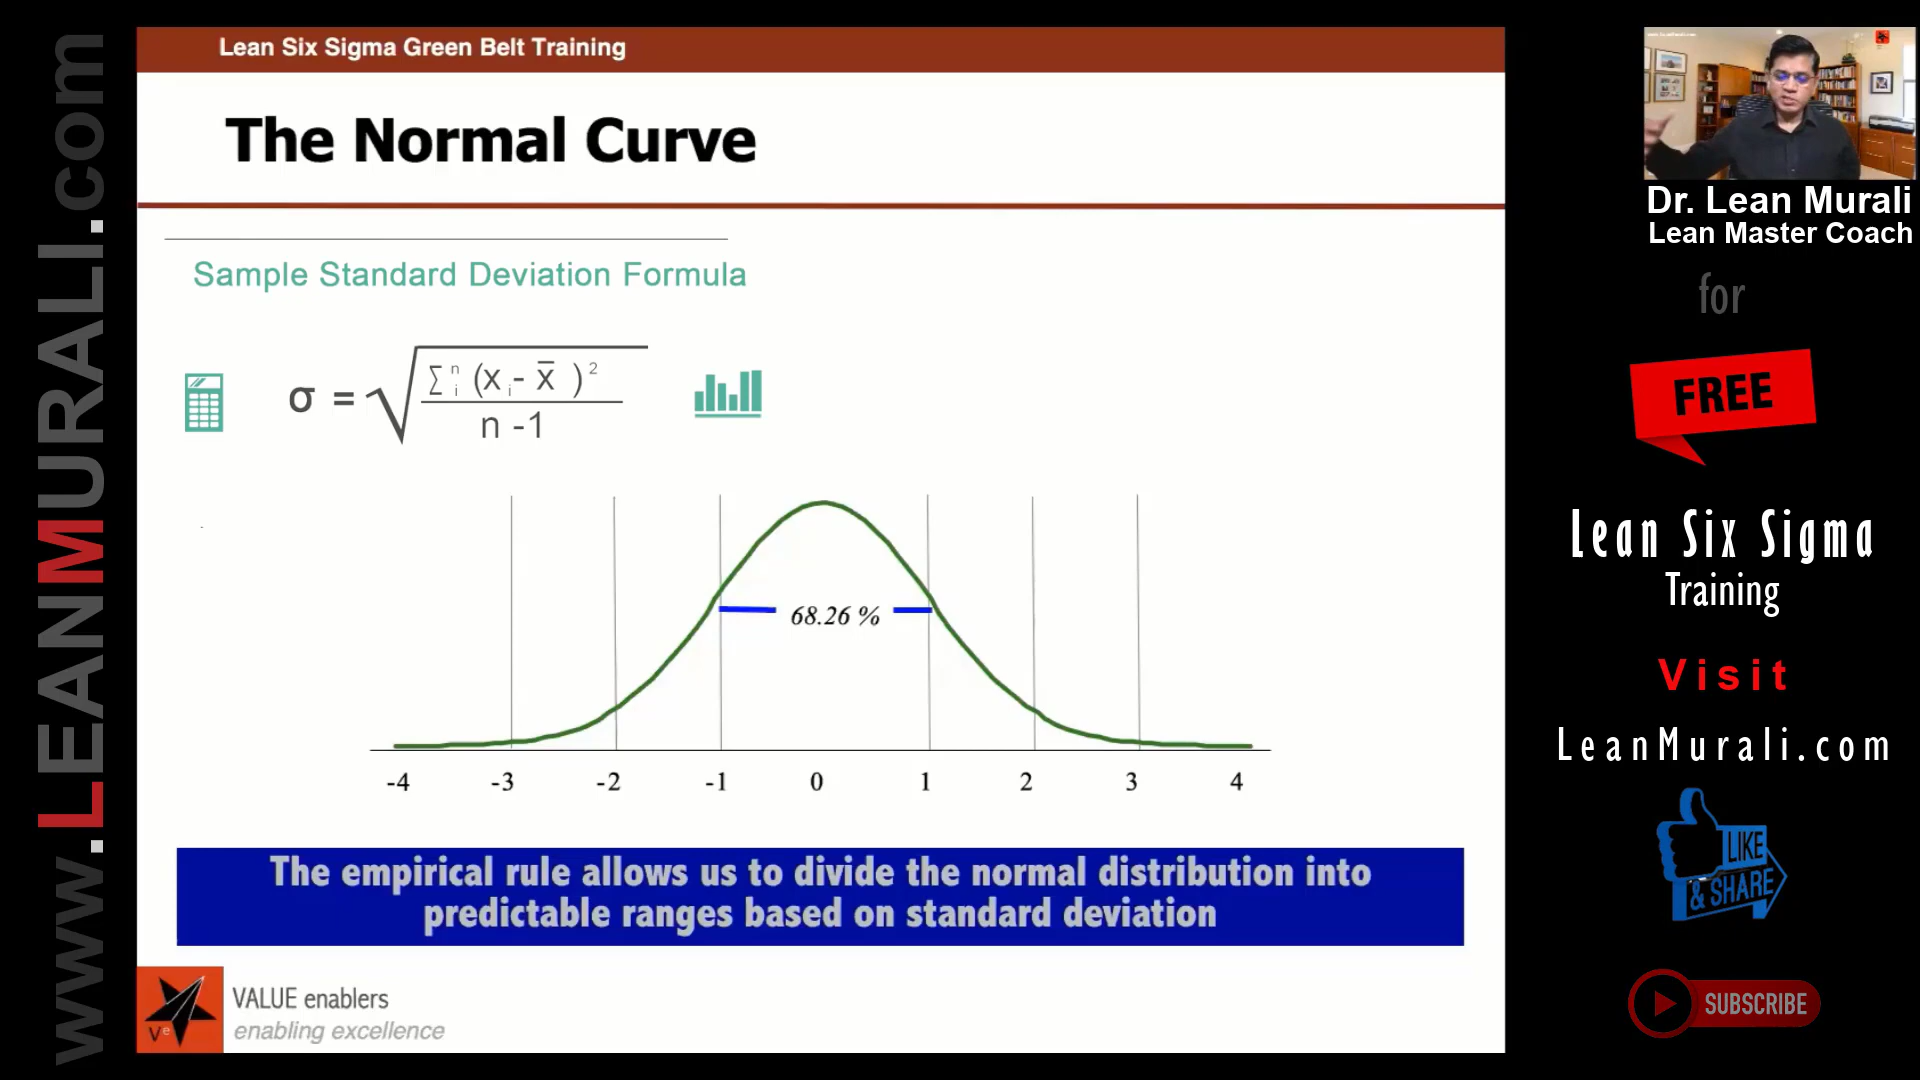 www.LEANMURALI.com
Lean Six Sigma Green Belt Training
The Normal Curve
Sample Standard Deviation Formula
σ = √ ∑ n i (x i - x̄ ) 2
n -1
68.26 %
-4 -3 -2 -1 0 1 2 3 4
The empirical rule allows us to divide the normal distribution into
predictable ranges based on standard deviation
Ve
VALUE enablers
enabling excellence
Dr. Lean Murali
Lean Master Coach
for
FREE
Lean Six Sigma
Training
Visit
LeanMurali.com
LIKE
& SHARE
SUBSCRIBE